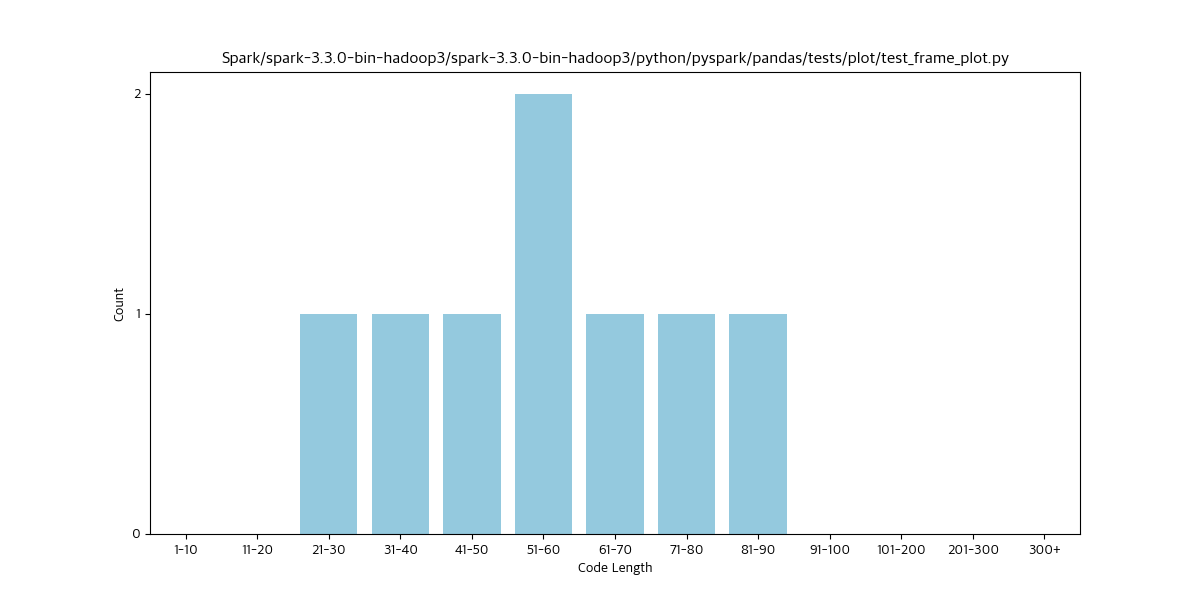 Spark/spark-3.3.0-bin-hadoop3/spark-3.3.0-bin-hadoop3/python/pyspark/pandas/tests/plot/test_frame_plot.py
2
1
0
Count
1-10 11-20 21-30 31-40 41-50 51-60 61-70 71-80 81-90 91-100 101-200 201-300 300+
Code Length